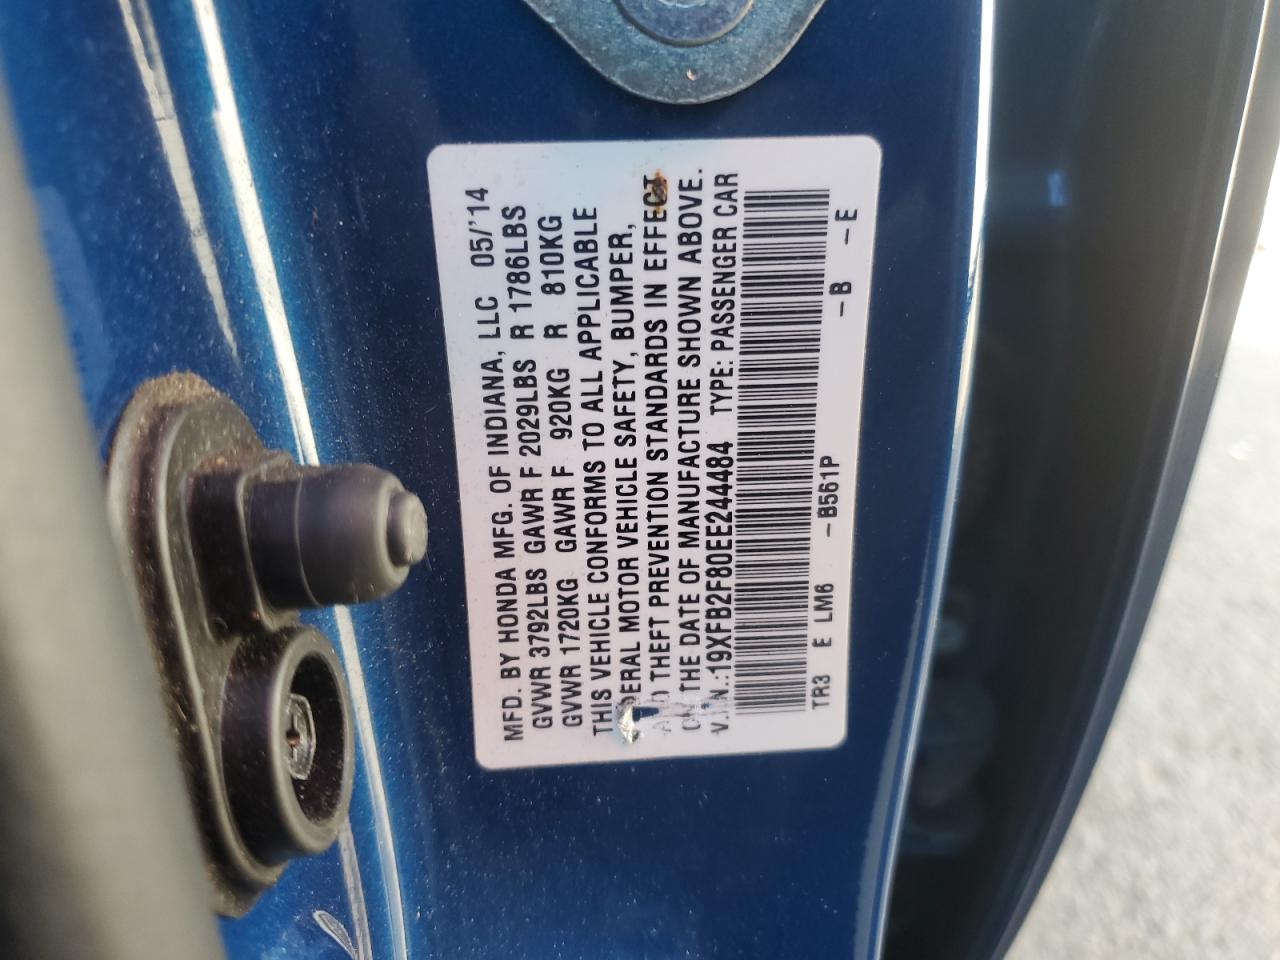 MFD. BY HONDA MFG. OF INDIANA, LLC 05/'14
GVWR 3792LBS GAWR F 2029LBS R 1786LBS
GVWR 1720KG GAWR F 920KG R 810KG
THIS VEHICLE CONFORMS TO ALL APPLICABLE
DERAL MOTOR VEHICLE SAFETY, BUMPER,
THEFT PREVENTION STANDARDS IN EFFECT
THE DATE OF MANUFACTURE SHOWN ABOVE.
V.I.N.:19XFB2F80EE244484 TYPE: PASSENGER CAR
TR3 E LM6 -B561P -B -E